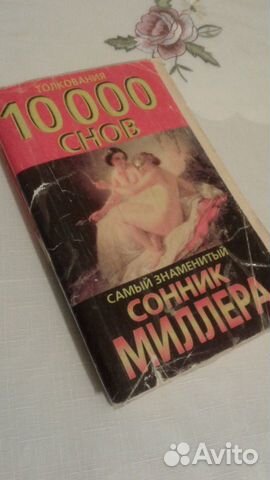 ТОЛКОВАНИЯ
10 000
СНОВ
САМЫЙ ЗНАМЕНИТЫЙ
СОННИК
МИЛЛЕРА
Avito